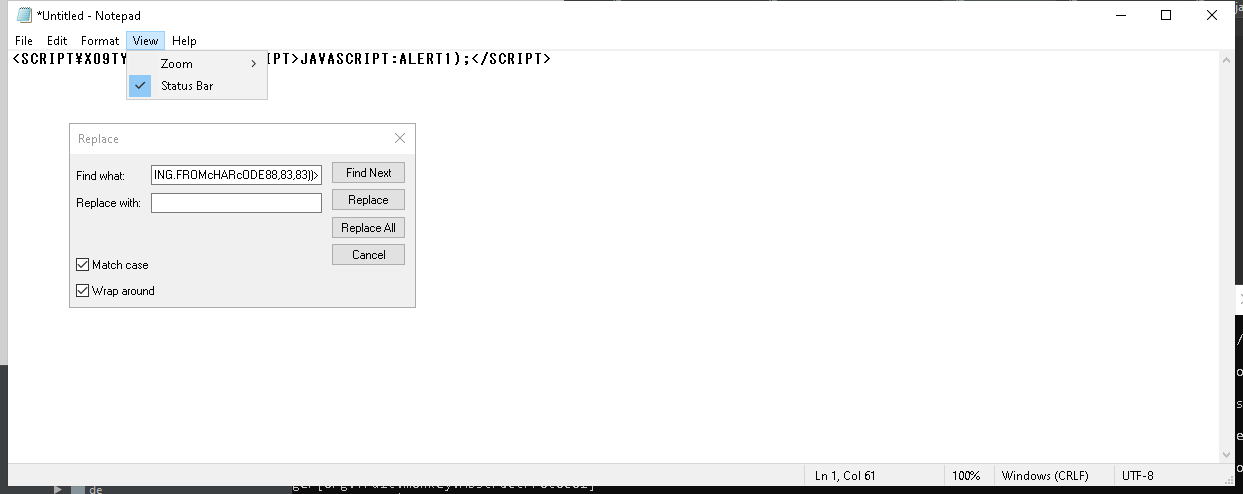 *Untitled - Notepad
File Edit Format View Help
<SCRIPT¥X09TY IPT>JAVASCRIPT:ALERT1);</SCRIPT>
Zoom >
Status Bar
Replace
Find what: ING.FROMcHARcODE88,83,83))> Find Next
Replace with: Replace
Replace All
Cancel
Match case
Wrap around
Ln 1, Col 61 100% Windows (CRLF) UTF-8
de